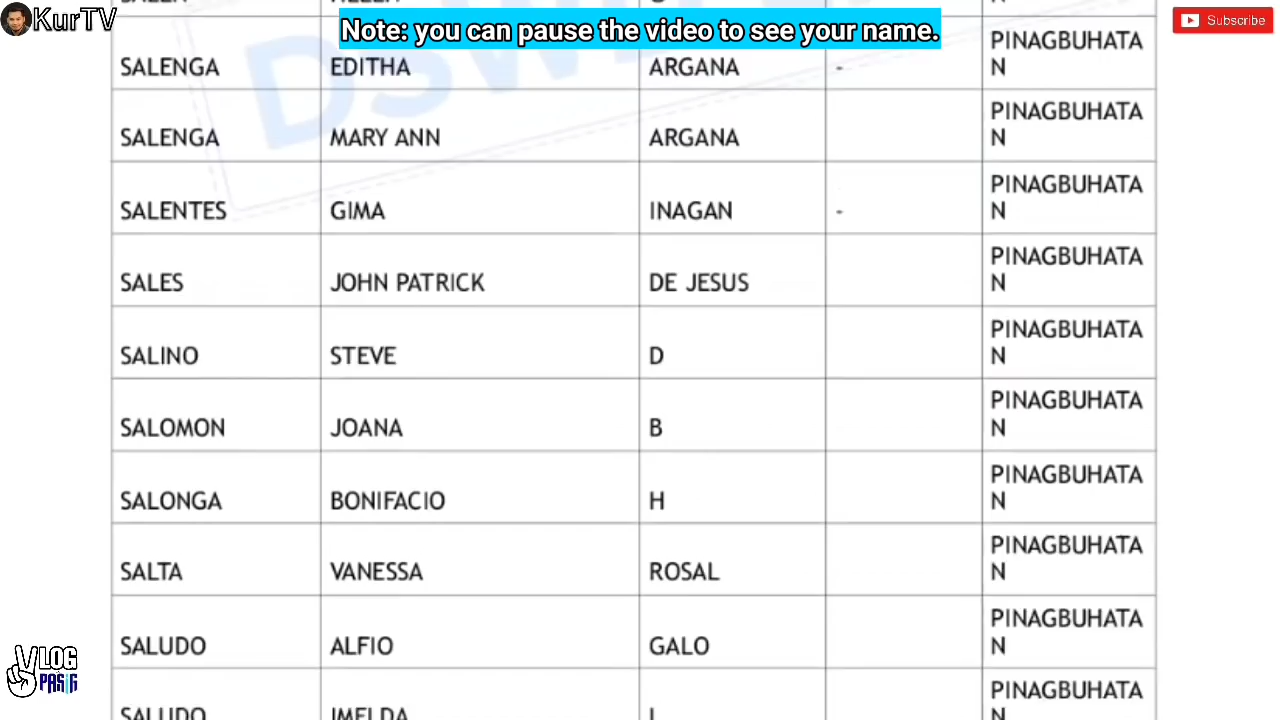 KurTV
Note: you can pause the video to see your name.
Subscribe
DSW
SALENGA EDITHA ARGANA - PINAGBUHATA
N
SALENGA MARY ANN ARGANA PINAGBUHATA
N
SALENTES GIMA INAGAN - PINAGBUHATA
N
SALES JOHN PATRICK DE JESUS PINAGBUHATA
N
SALINO STEVE D PINAGBUHATA
N
SALOMON JOANA B PINAGBUHATA
N
SALONGA BONIFACIO H PINAGBUHATA
N
SALTA VANESSA ROSAL PINAGBUHATA
N
SALUDO ALFIO GALO PINAGBUHATA
N
SALUDO IMELDA PINAGBUHATA
N
VLOG
PASIG